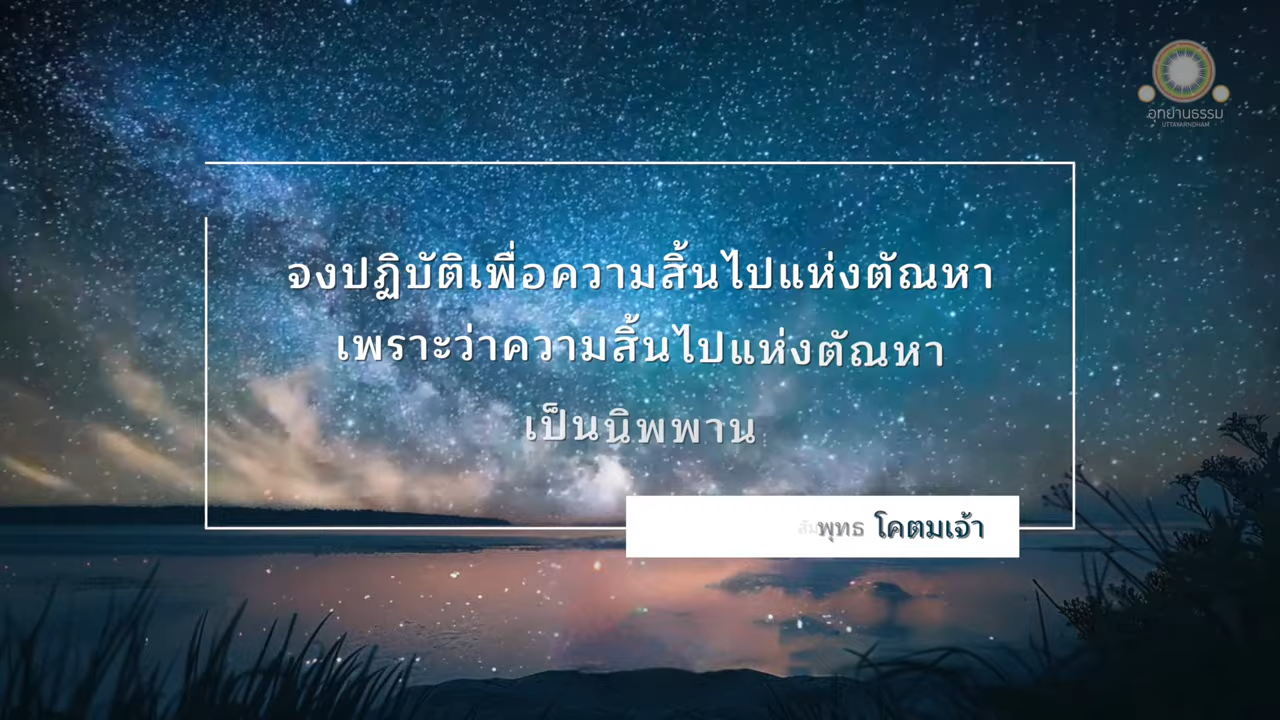 อุทยานธรรม
UTTAYARNDHAM
จงปฏิบัติเพื่อความสิ้นไปแห่งตัณหา
เพราะว่าความสิ้นไปแห่งตัณหา
เป็นนิพพาน
สัมพุทธ โคตมเจ้า